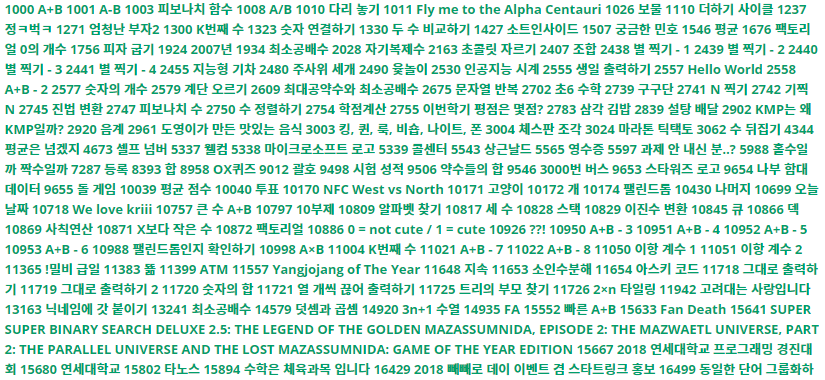 1000 A+B 1001 A-B 1003 피보나치 함수 1008 A/B 1010 다리 놓기 1011 Fly me to the Alpha Centauri 1026 보물 1110 더하기 사이클 1237
정ㅋ벅ㅋ 1271 엄청난 부자2 1300 K번째 수 1323 숫자 연결하기 1330 두 수 비교하기 1427 소트인사이드 1507 궁금한 민호 1546 평균 1676 팩토리
얼 0의 개수 1756 피자 굽기 1924 2007년 1934 최소공배수 2028 자기복제수 2163 초콜릿 자르기 2407 조합 2438 별 찍기 - 1 2439 별 찍기 - 2 2440
별 찍기 - 3 2441 별 찍기 - 4 2455 지능형 기차 2480 주사위 세개 2490 윷놀이 2530 인공지능 시계 2555 생일 출력하기 2557 Hello World 2558
A+B - 2 2577 숫자의 개수 2579 계단 오르기 2609 최대공약수와 최소공배수 2675 문자열 반복 2702 초6 수학 2739 구구단 2741 N 찍기 2742 기찍
N 2745 진법 변환 2747 피보나치 수 2750 수 정렬하기 2754 학점계산 2755 이번학기 평점은 몇점? 2783 삼각 김밥 2839 설탕 배달 2902 KMP는 왜
KMP일까? 2920 음계 2961 도영이가 만든 맛있는 음식 3003 킹, 퀸, 룩, 비숍, 나이트, 폰 3004 체스판 조각 3024 마라톤 틱택토 3062 수 뒤집기 4344
평균은 넘겠지 4673 셀프 넘버 5337 웰컴 5338 마이크로소프트 로고 5339 콜센터 5543 상근날드 5565 영수증 5597 과제 안 내신 분..? 5988 홀수일
까 짝수일까 7287 등록 8393 합 8958 OX퀴즈 9012 괄호 9498 시험 성적 9506 약수들의 합 9546 3000번 버스 9653 스타워즈 로고 9654 나부 함대
데이터 9655 돌 게임 10039 평균 점수 10040 투표 10170 NFC West vs North 10171 고양이 10172 개 10174 팰린드롬 10430 나머지 10699 오늘
날짜 10718 We love kriii 10757 큰 수 A+B 10797 10부제 10809 알파벳 찾기 10817 세 수 10828 스택 10829 이진수 변환 10845 큐 10866 덱
10869 사칙연산 10871 X보다 작은 수 10872 팩토리얼 10886 0 = not cute / 1 = cute 10926 ??! 10950 A+B - 3 10951 A+B - 4 10952 A+B - 5
10953 A+B - 6 10988 팰린드롬인지 확인하기 10998 A×B 11004 K번째 수 11021 A+B - 7 11022 A+B - 8 11050 이항 계수 1 11051 이항 계수 2
11365 !밀비 급일 11383 뚊 11399 ATM 11557 Yangjojang of The Year 11648 지속 11653 소인수분해 11654 아스키 코드 11718 그대로 출력하
기 11719 그대로 출력하기 2 11720 숫자의 합 11721 열 개씩 끊어 출력하기 11725 트리의 부모 찾기 11726 2×n 타일링 11942 고려대는 사랑입니다
13163 닉네임에 갓 붙이기 13241 최소공배수 14579 덧셈과 곱셈 14920 3n+1 수열 14935 FA 15552 빠른 A+B 15633 Fan Death 15641 SUPER
SUPER BINARY SEARCH DELUXE 2.5: THE LEGEND OF THE GOLDEN MAZASSUMNIDA, EPISODE 2: THE MAZWAETL UNIVERSE, PART
2: THE PARALLEL UNIVERSE AND THE LOST MAZASSUMNIDA: GAME OF THE YEAR EDITION 15667 2018 연세대학교 프로그래밍 경진대
회 15680 연세대학교 15802 타노스 15894 수학은 체육과목 입니다 16429 2018 빼빼로 데이 이벤트 겸 스타트링크 홍보 16499 동일한 단어 그룹화하